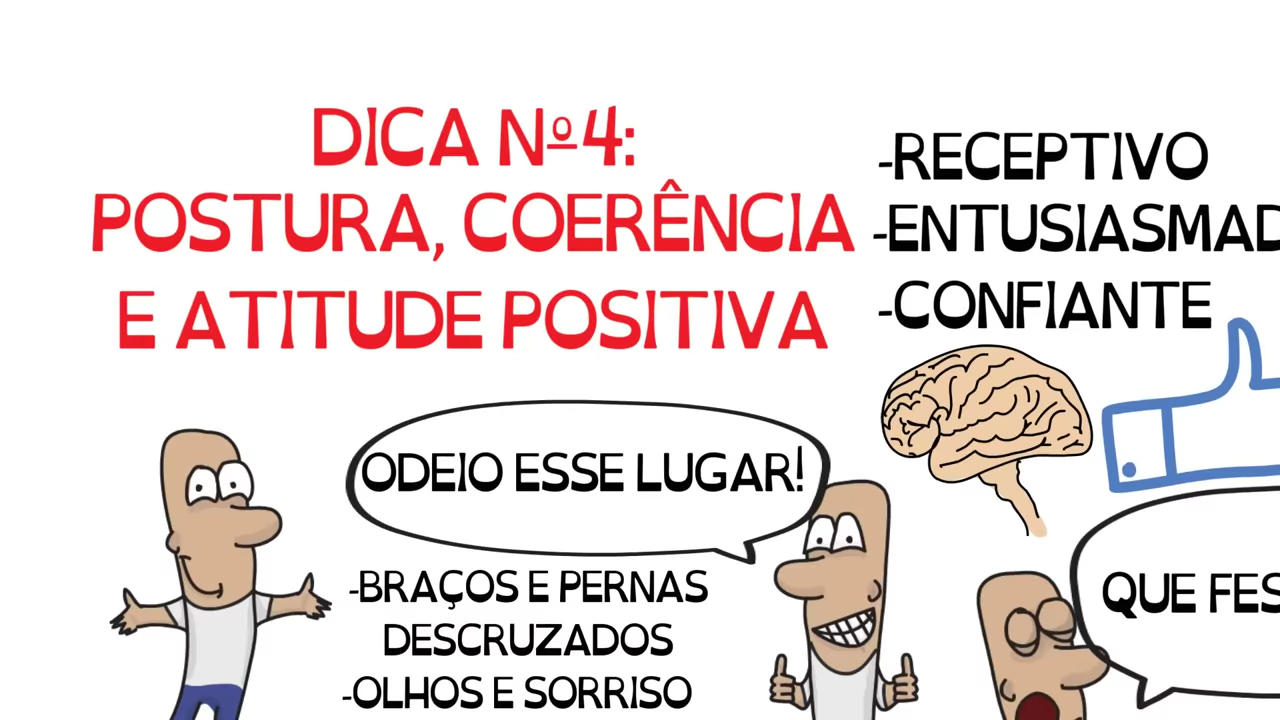 DICA Nº4:
POSTURA, COERÊNCIA
E ATITUDE POSITIVA
-RECEPTIVO
-ENTUSIASMAD
-CONFIANTE
ODEIO ESSE LUGAR!
-BRAÇOS E PERNAS
DESCRUZADOS
-OLHOS E SORRISO
QUE FES